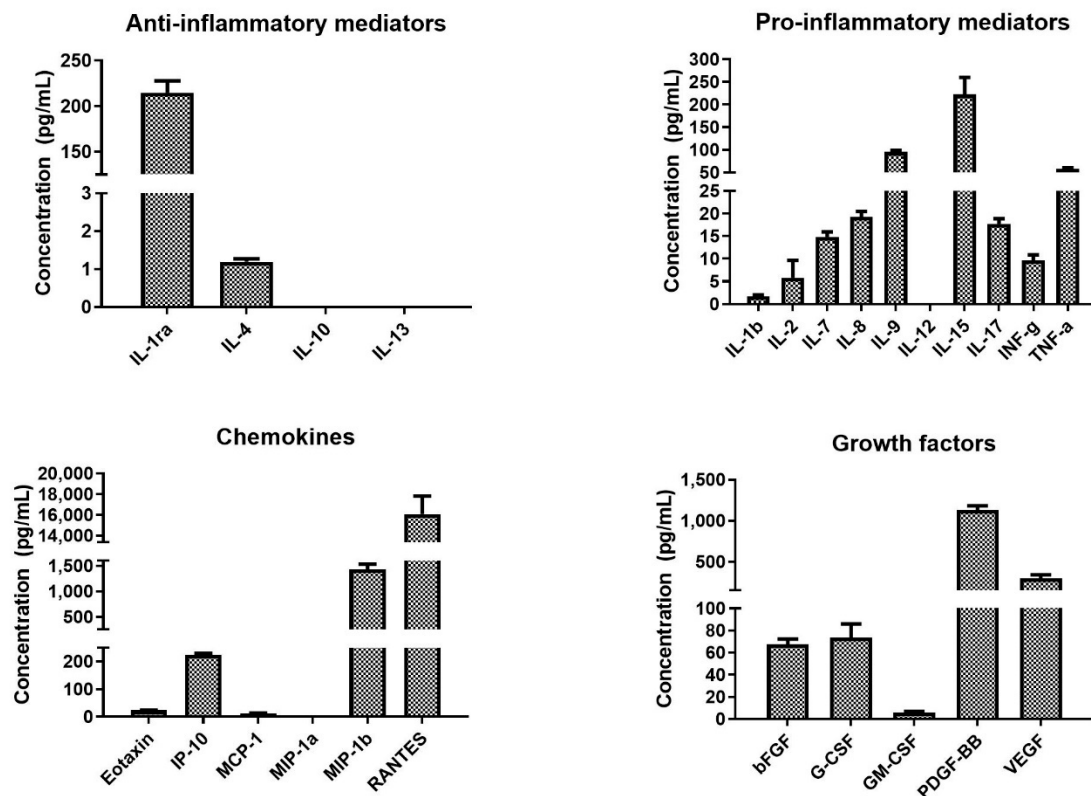 Anti-inflammatory mediators
Concentration (pg/mL)
250
200
150
3
2
1
0
IL-1ra
IL-4
IL-10
IL-13
Pro-inflammatory mediators
Concentration (pg/mL)
300
250
200
150
100
50
25
20
15
10
5
0
IL-1b
IL-2
IL-7
IL-8
IL-9
IL-12
IL-15
IL-17
INF-g
TNF-a
Chemokines
Concentration (pg/mL)
20,000
18,000
16,000
14,000
1,500
1,000
500
200
100
0
Eotaxin
IP-10
MCP-1
MIP-1a
MIP-1b
RANTES
Growth factors
Concentration (pg/mL)
1,500
1,000
500
100
80
60
40
20
0
bFGF
G-CSF
GM-CSF
PDGF-BB
VEGF